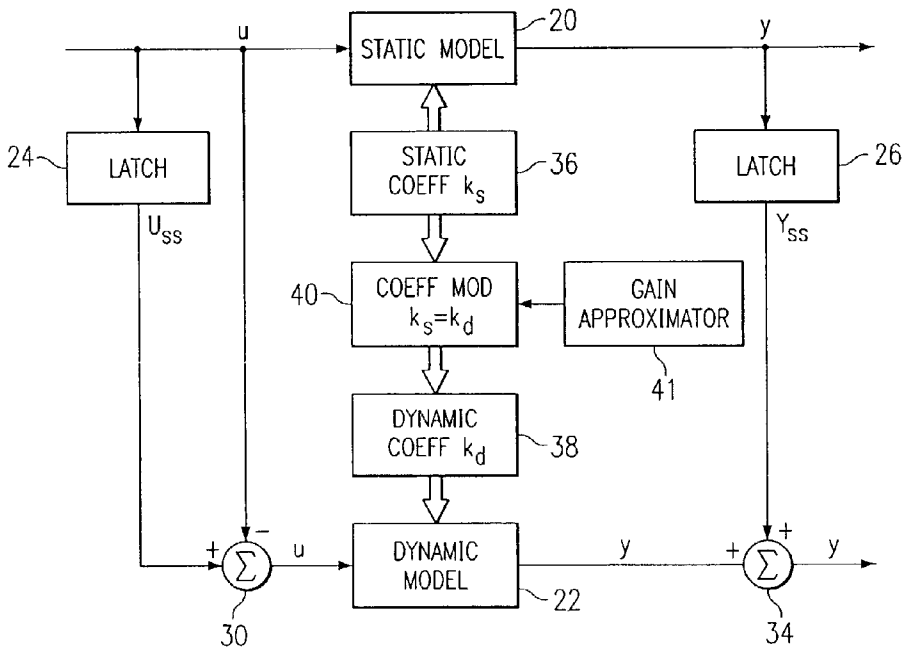 20
u
STATIC MODEL
y
24
LATCH
STATIC
COEFF k_s
36
LATCH
26
U_ss
Y_ss
40
COEFF MOD
k_s=k_d
GAIN
APPROXIMATOR
41
DYNAMIC
COEFF k_d
38
−
+
Σ
u
DYNAMIC
MODEL
y
+
+
Σ
y
30
22
34